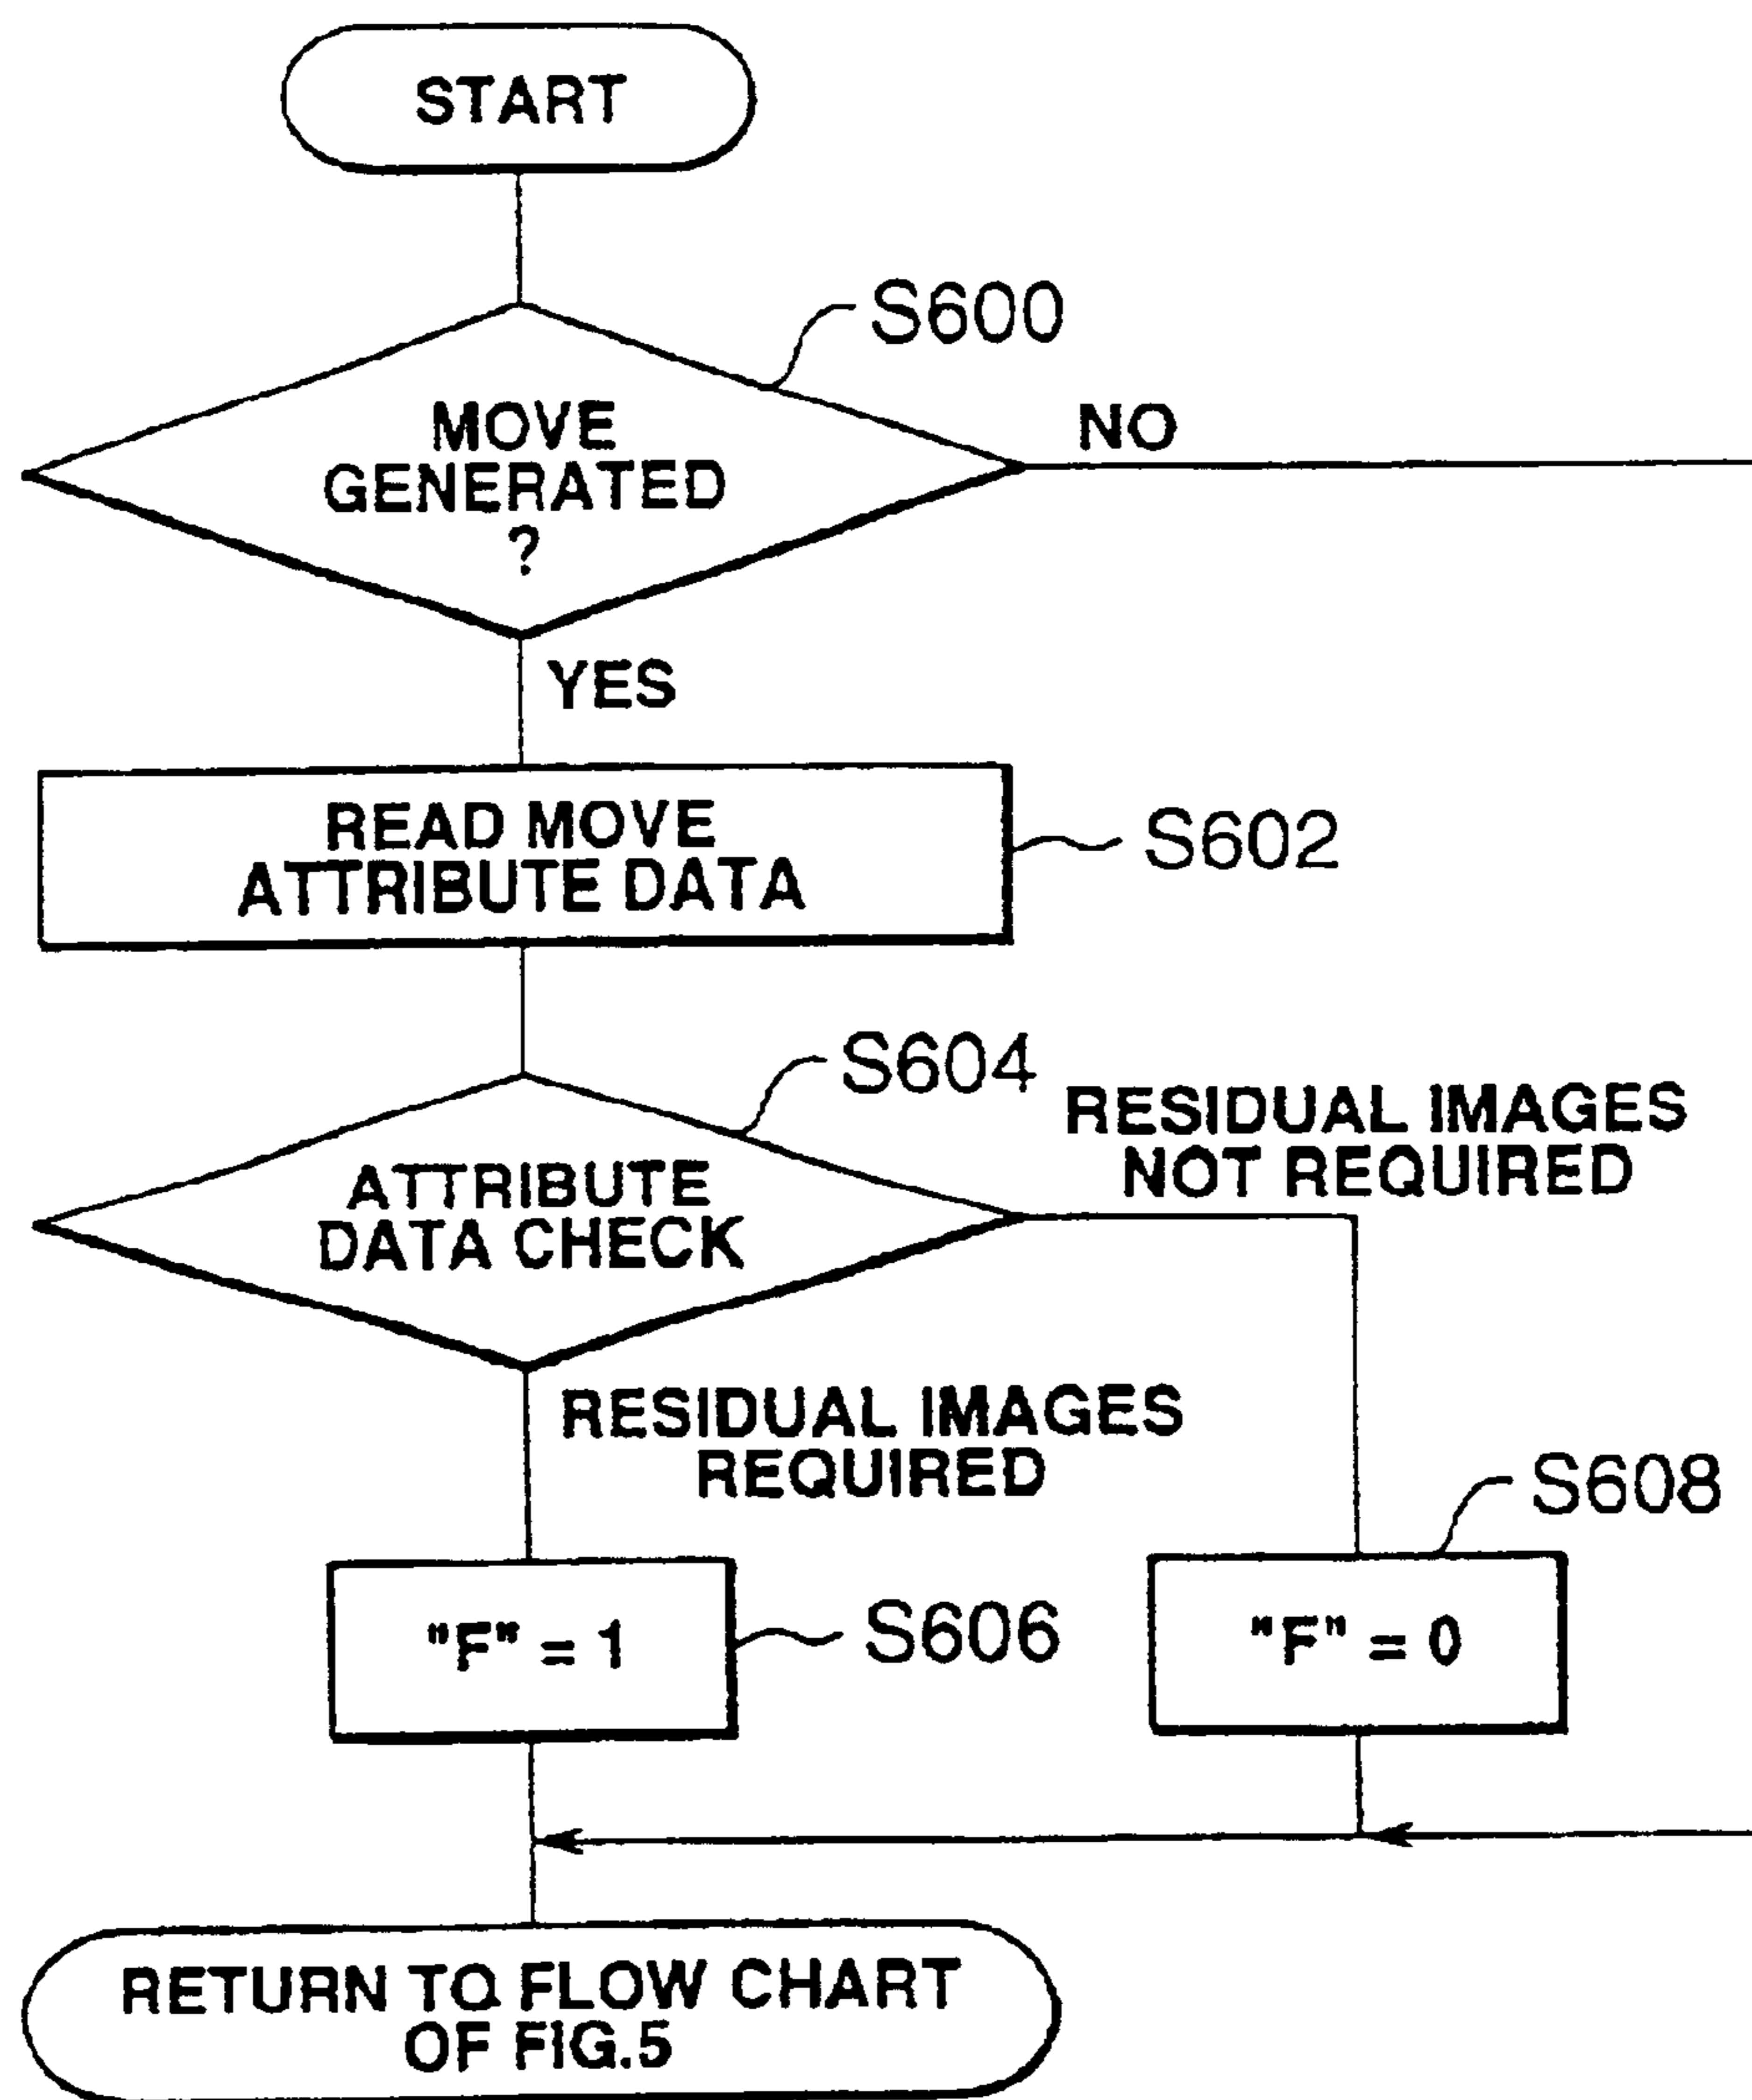 START
S600
MOVE
GENERATED
?
NO
YES
READ MOVE
ATTRIBUTE DATA
S602
S604
RESIDUAL IMAGES
NOT REQUIRED
ATTRIBUTE
DATA CHECK
RESIDUAL IMAGES
REQUIRED
S608
"F" = 1
S606
"F" = 0
RETURN TO FLOW CHART
OF FIG.5